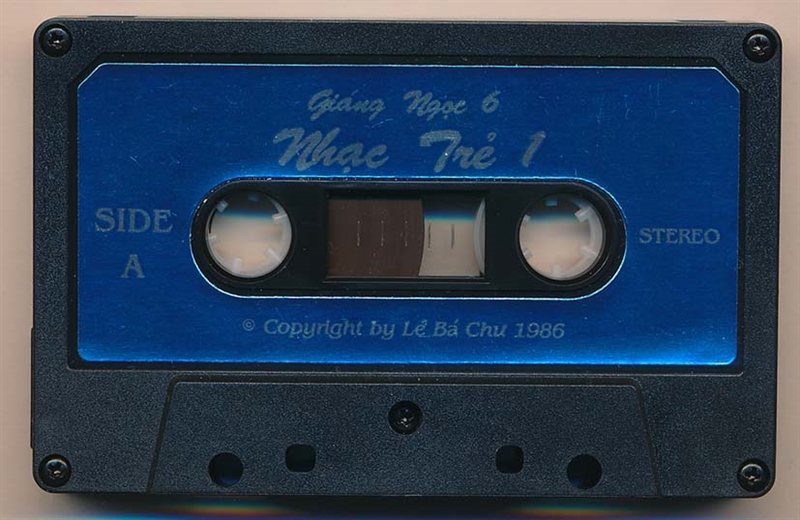 Giáng Ngọc 6
Nhạc Trẻ 1
SIDE A
STEREO
© Copyright by Lê Bá Chư 1986